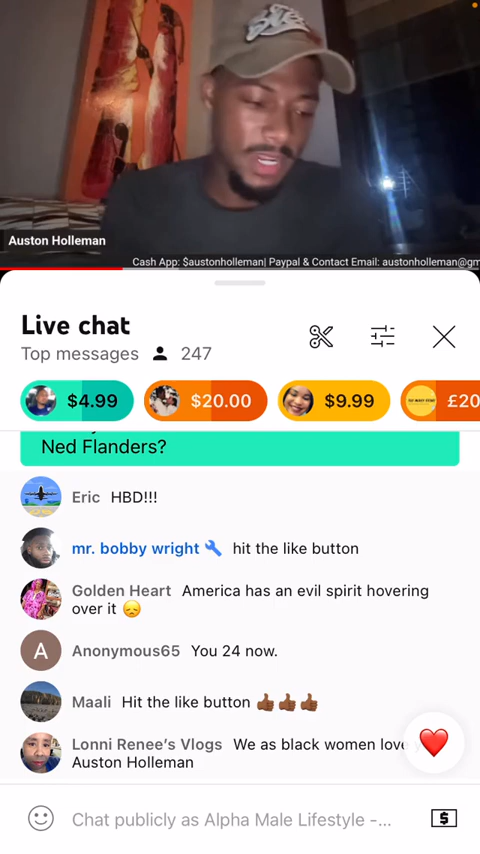 Auston Holleman
Cash App: $austonholleman| Paypal & Contact Email: austonholleman@gm
Live chat
Top messages 247
$4.99 $20.00 $9.99 £20
Ned Flanders?
Eric HBD!!!
mr. bobby wright hit the like button
Golden Heart America has an evil spirit hovering
over it
A Anonymous65 You 24 now.
Maali Hit the like button
Lonni Renee's Vlogs We as black women love
Auston Holleman
Chat publicly as Alpha Male Lifestyle -...
$